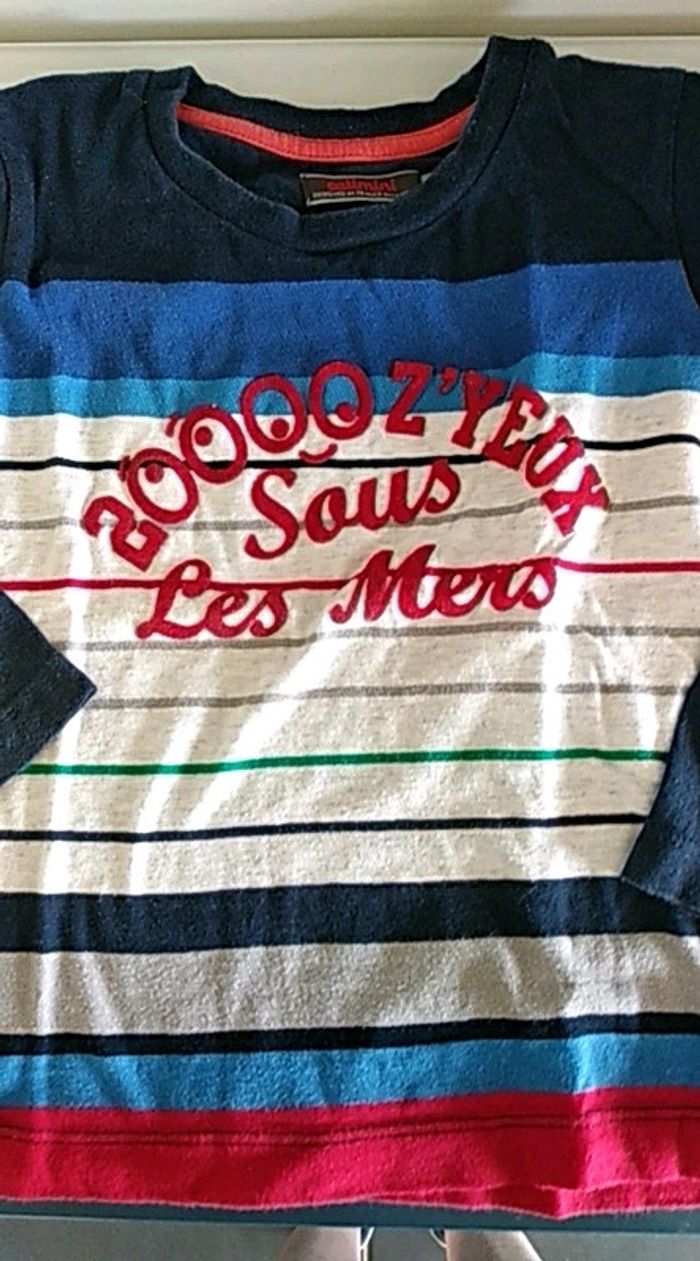 catimini
20000 Z'YEUX
Sous
Les Mers